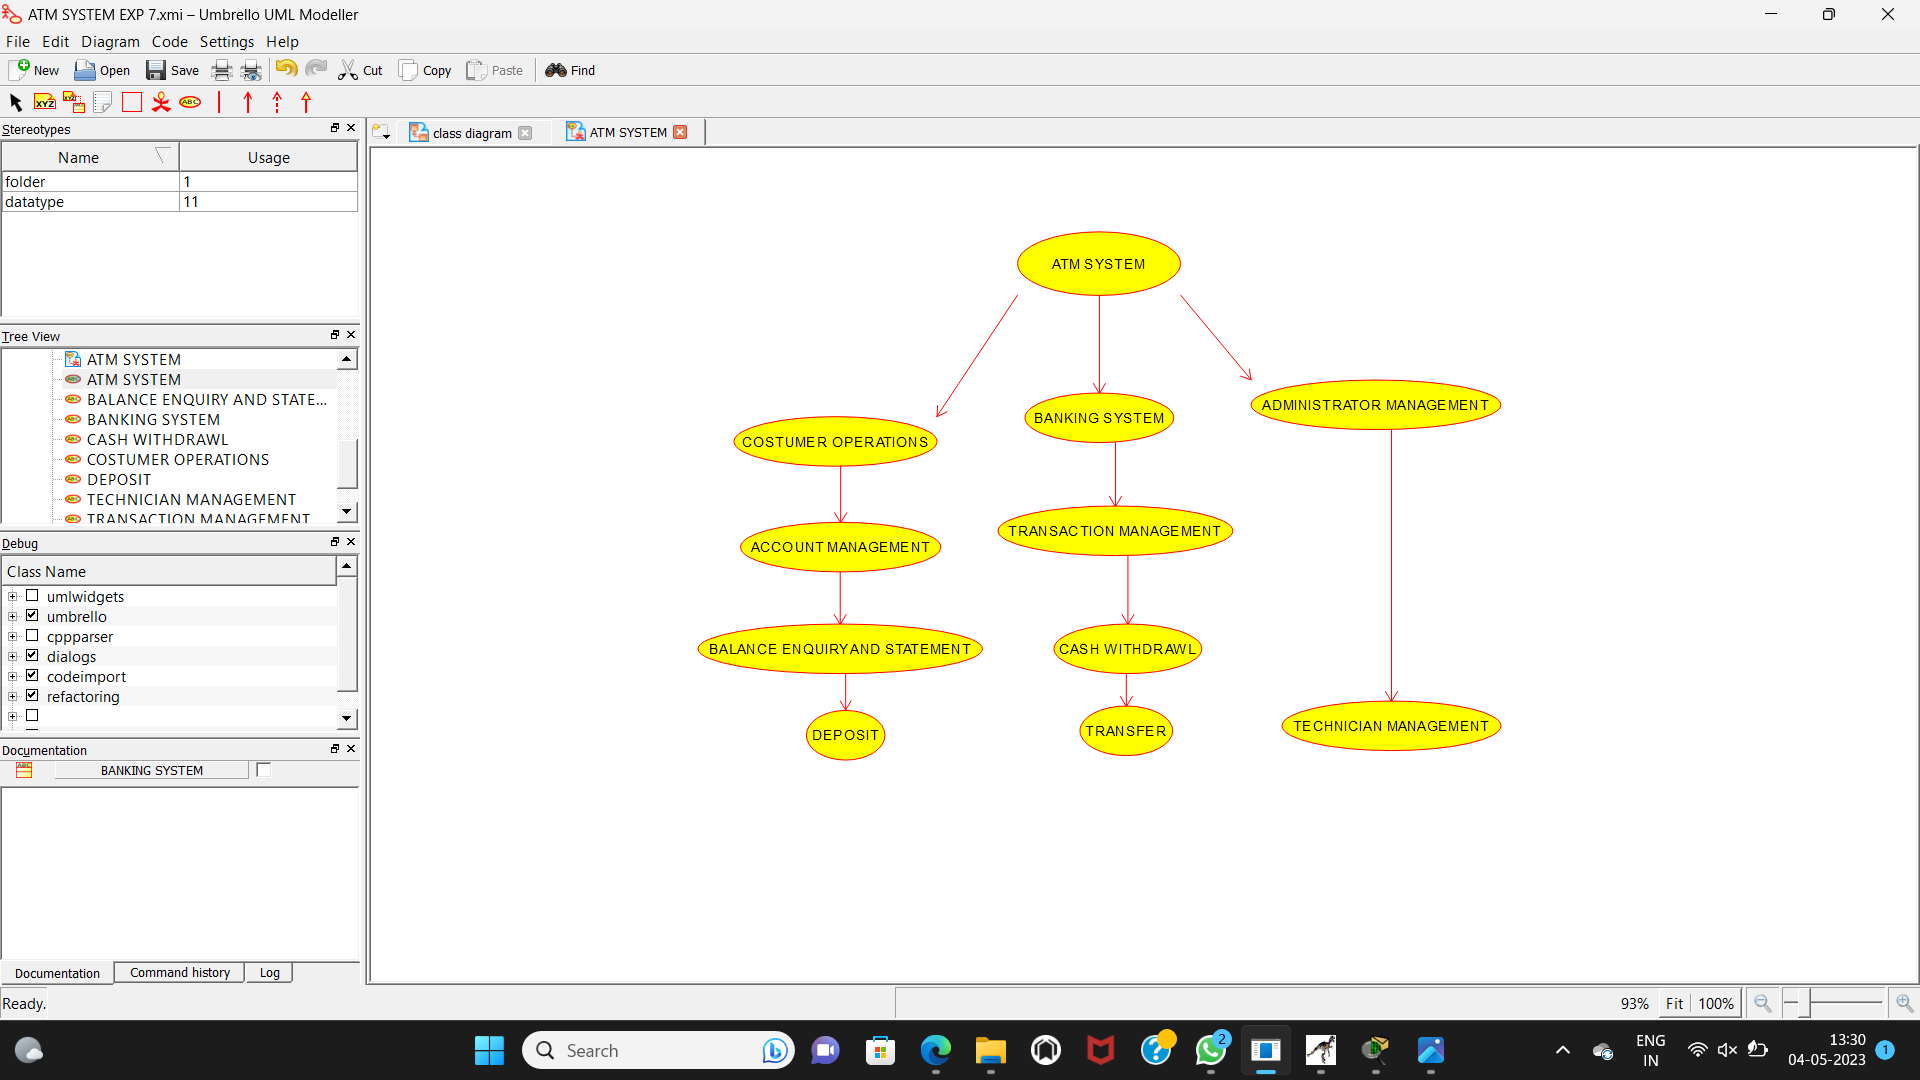 ATM SYSTEM EXP 7.xmi – Umbrello UML Modeller
File Edit Diagram Code Settings Help
New Open Save Cut Copy Paste Find
XYZ XYZ ABC
Stereotypes
Name Usage
folder 1
datatype 11
Tree View
ATM SYSTEM
ATM SYSTEM
BALANCE ENQUIRY AND STATE...
BANKING SYSTEM
CASH WITHDRAWL
COSTUMER OPERATIONS
DEPOSIT
TECHNICIAN MANAGEMENT
TRANSACTION MANAGEMENT
Debug
Class Name
umlwidgets
umbrello
cppparser
dialogs
codeimport
refactoring
Documentation
BANKING SYSTEM
Documentation Command history Log
Ready.
class diagram ATM SYSTEM
ATM SYSTEM
COSTUMER OPERATIONS
BANKING SYSTEM
ADMINISTRATOR MANAGEMENT
ACCOUNT MANAGEMENT
TRANSACTION MANAGEMENT
BALANCE ENQUIRY AND STATEMENT
CASH WITHDRAWL
DEPOSIT
TRANSFER
TECHNICIAN MANAGEMENT
93% Fit 100%
Search
2
ENG
IN
13:30
04-05-2023
1